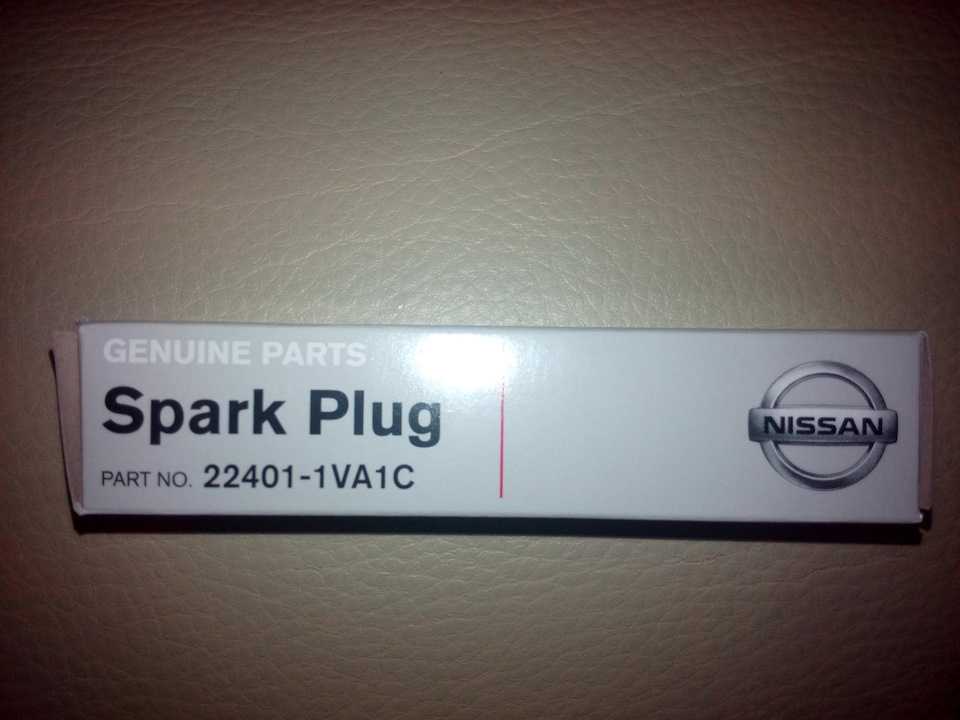 GENUINE PARTS
Spark Plug
PART NO. 22401-1VA1C
NISSAN